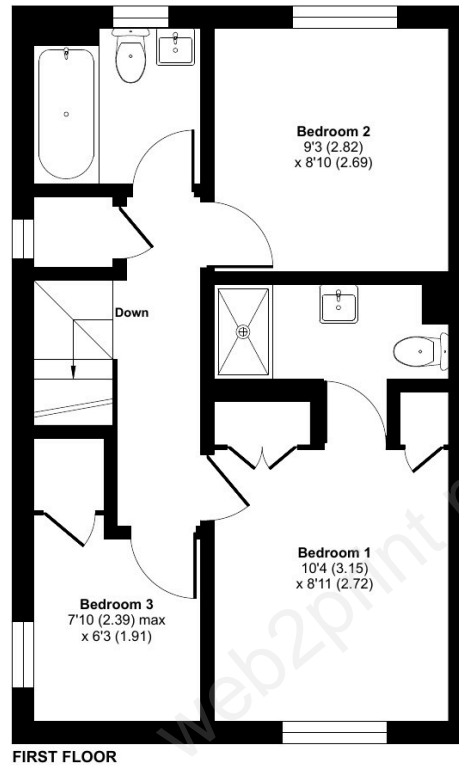 Bedroom 2
9'3 (2.82)
x 8'10 (2.69)
Down
Bedroom 1
10'4 (3.15)
x 8'11 (2.72)
Bedroom 3
7'10 (2.39) max
x 6'3 (1.91)
web2print
FIRST FLOOR